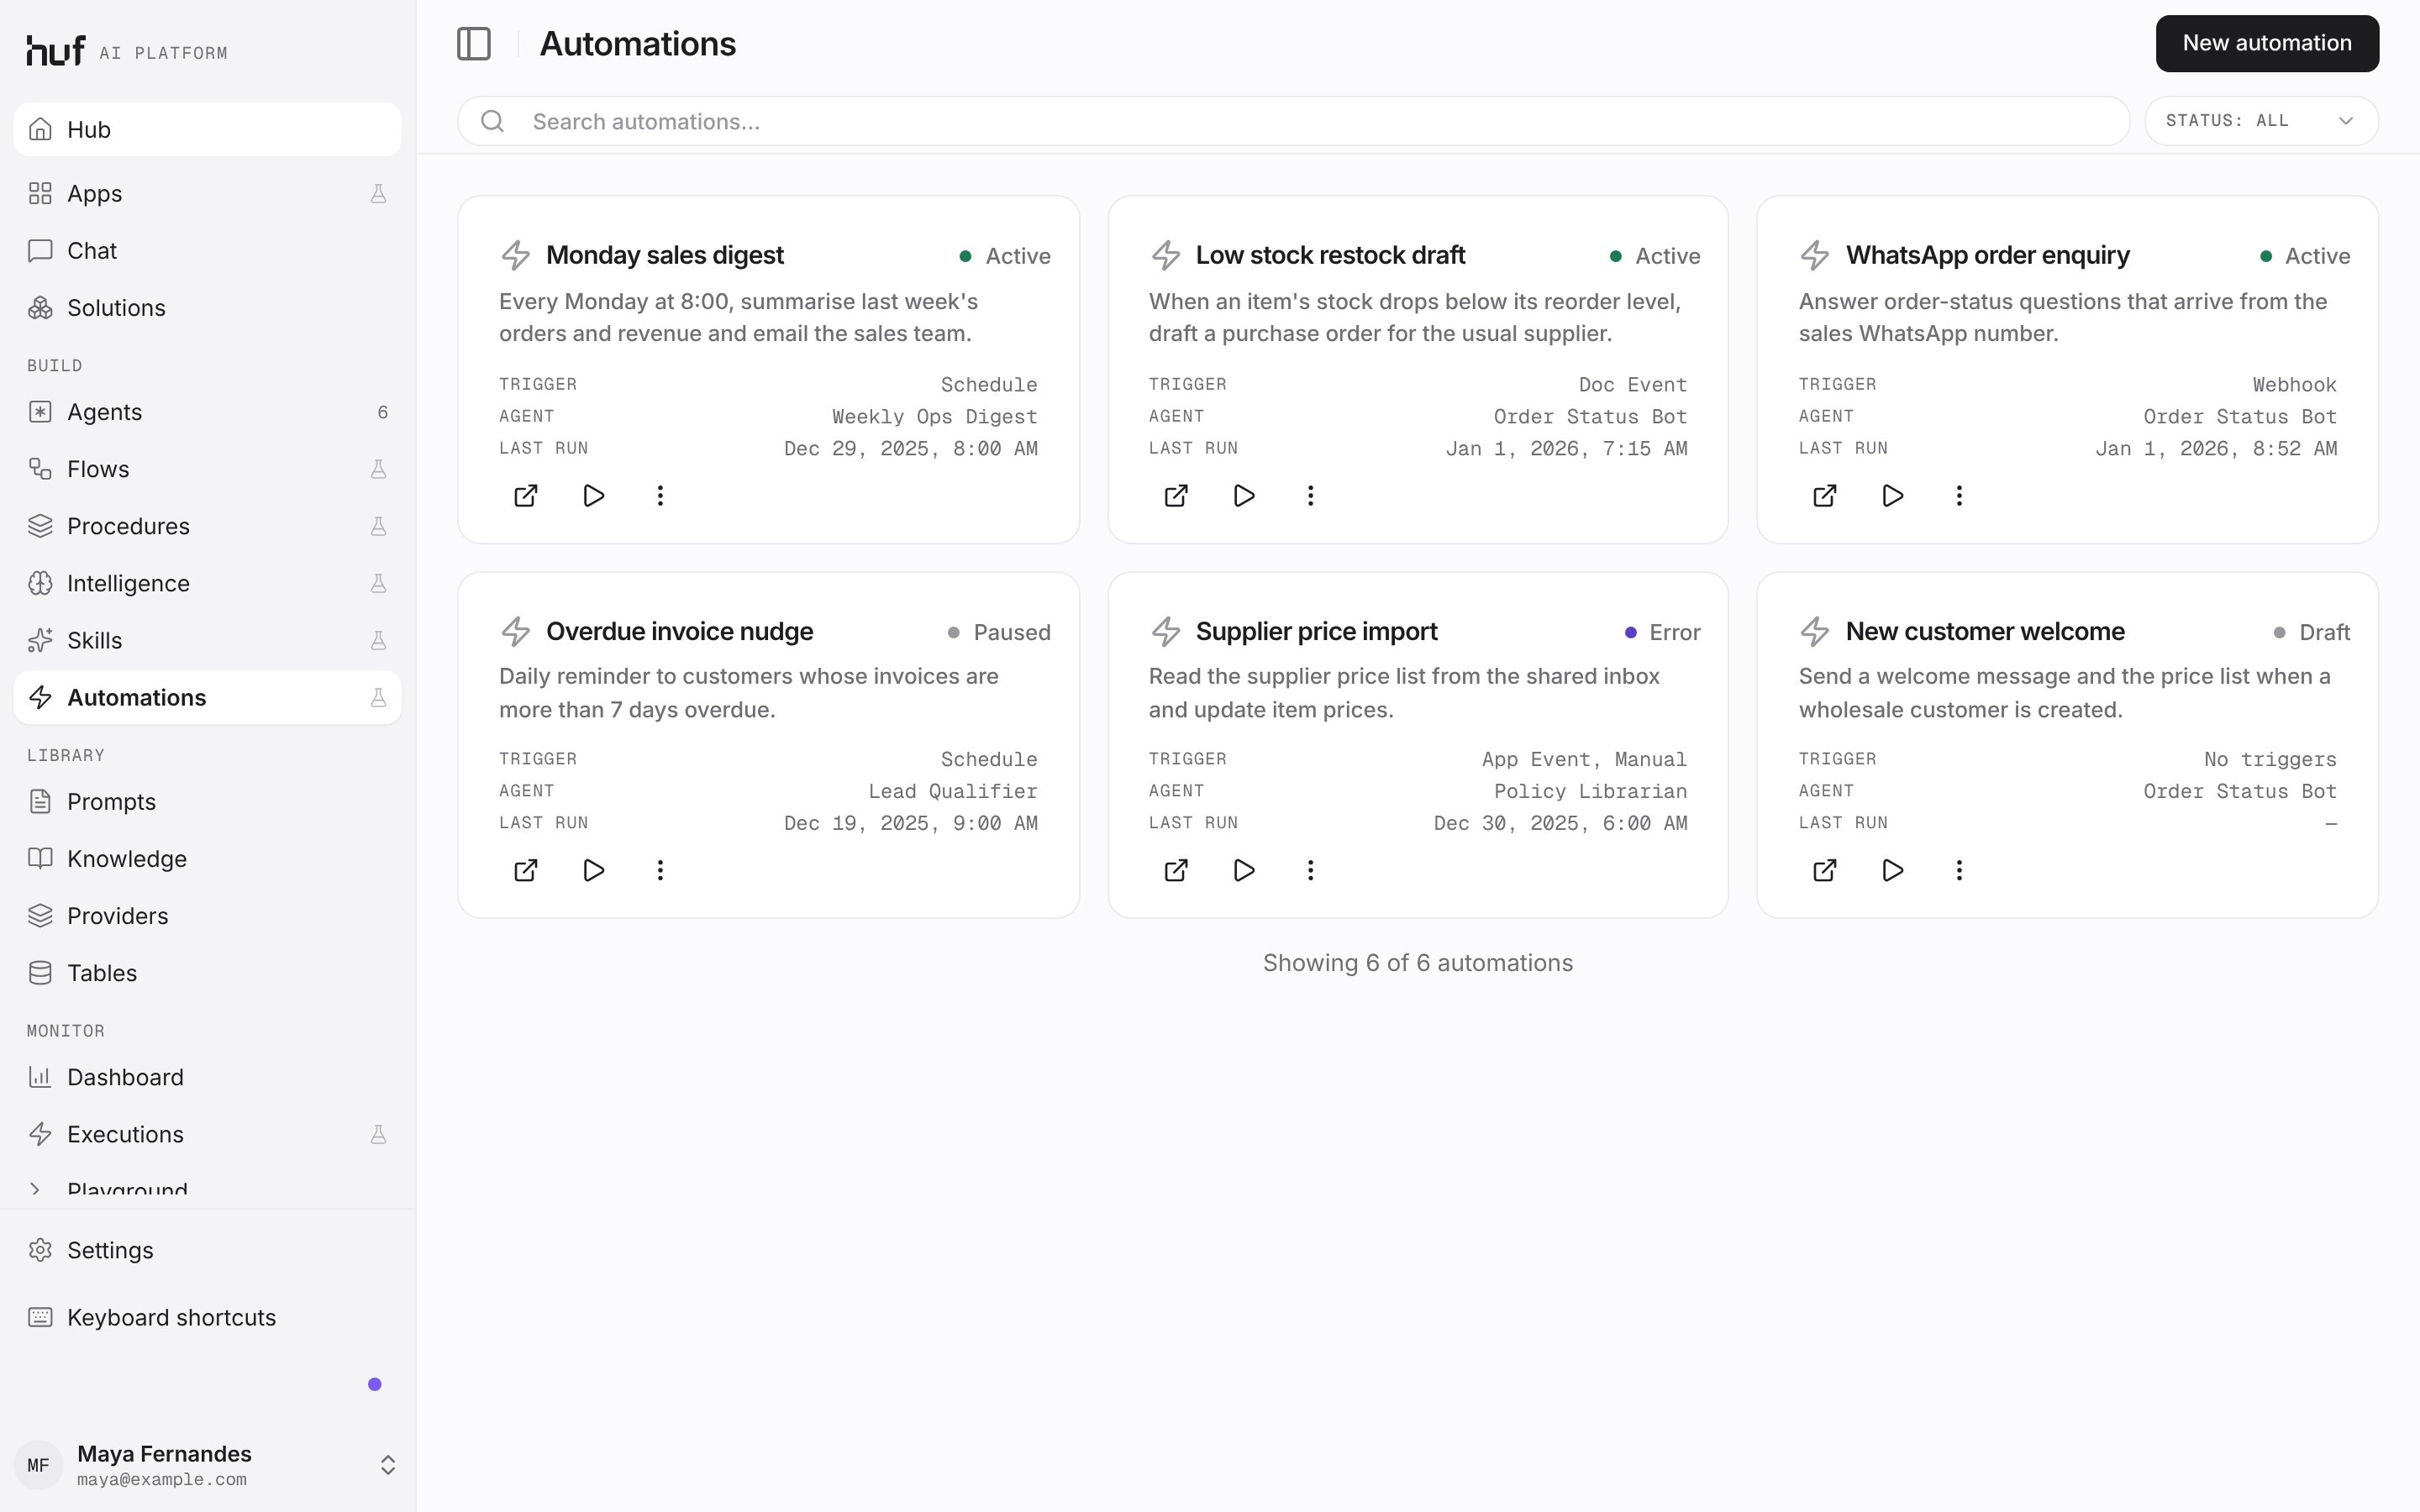 huf AI PLATFORM
Hub
Apps
Chat
Solutions
BUILD
Agents 6
Flows
Procedures
Intelligence
Skills
Automations
LIBRARY
Prompts
Knowledge
Providers
Tables
MONITOR
Dashboard
Executions
Playground
Settings
Keyboard shortcuts
MF
Maya Fernandes
maya@example.com
Automations
New automation
Search automations...
STATUS: ALL
Monday sales digest Active
Every Monday at 8:00, summarise last week's
orders and revenue and email the sales team.
TRIGGER Schedule
AGENT Weekly Ops Digest
LAST RUN Dec 29, 2025, 8:00 AM
Low stock restock draft Active
When an item's stock drops below its reorder level,
draft a purchase order for the usual supplier.
TRIGGER Doc Event
AGENT Order Status Bot
LAST RUN Jan 1, 2026, 7:15 AM
WhatsApp order enquiry Active
Answer order-status questions that arrive from the
sales WhatsApp number.
TRIGGER Webhook
AGENT Order Status Bot
LAST RUN Jan 1, 2026, 8:52 AM
Overdue invoice nudge Paused
Daily reminder to customers whose invoices are
more than 7 days overdue.
TRIGGER Schedule
AGENT Lead Qualifier
LAST RUN Dec 19, 2025, 9:00 AM
Supplier price import Error
Read the supplier price list from the shared inbox
and update item prices.
TRIGGER App Event, Manual
AGENT Policy Librarian
LAST RUN Dec 30, 2025, 6:00 AM
New customer welcome Draft
Send a welcome message and the price list when a
wholesale customer is created.
TRIGGER No triggers
AGENT Order Status Bot
LAST RUN –
Showing 6 of 6 automations